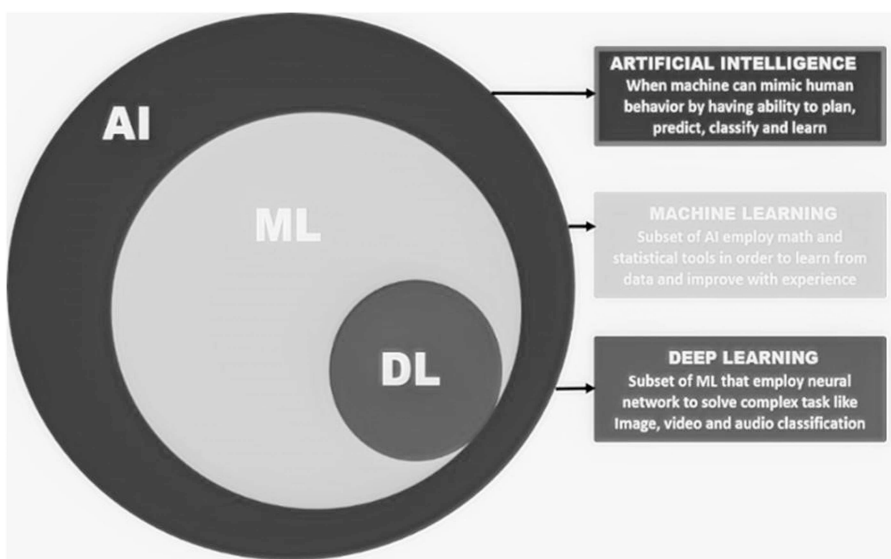 AI
ML
DL
ARTIFICIAL INTELLIGENCE
When machine can mimic human
behavior by having ability to plan,
predict, classify and learn
MACHINE LEARNING
Subset of AI employ math and
statistical tools in order to learn from
data and improve with experience
DEEP LEARNING
Subset of ML that employ neural
network to solve complex task like
Image, video and audio classification